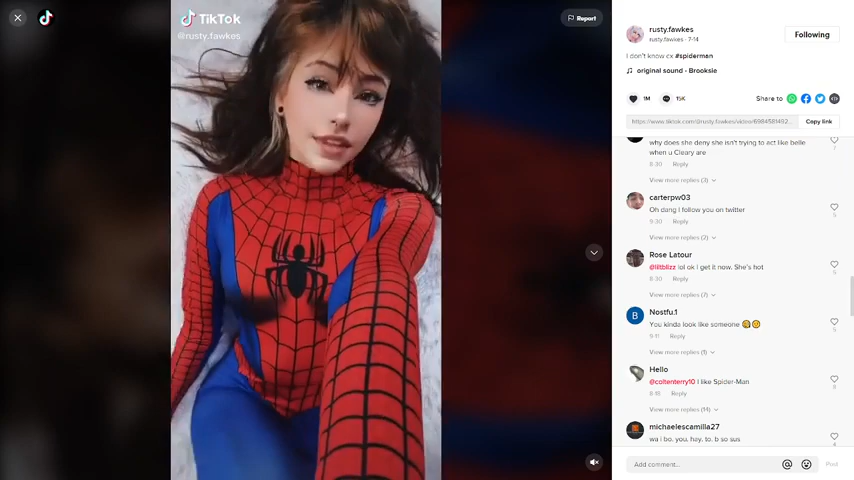 TikTok
@rusty.fawkes
Report
rusty.fawkes
rusty.fawkes · 7-14
Following
I don't know cx #spiderman
original sound - Brooksie
1M
15K
Share to
Copy link
why does she deny she isn't trying to act like belle
when u Cleary are
7
8-30 Reply
View more replies (3)
carterpw03
Oh dang I follow you on twitter
5
9-30 Reply
View more replies (2)
Rose Latour
lol ok I get it now. She's hot
5
8-30 Reply
View more replies (7)
B
Nostfu.1
You kinda look like someone 🤔🤔
5
9-11 Reply
View more replies (1)
Hello
@coltenterry10 I like Spider-Man
8
Reply
View more replies (14)
michaelescamilla27
wa i bo. you. hay. to. b so sus
Add comment...
Post